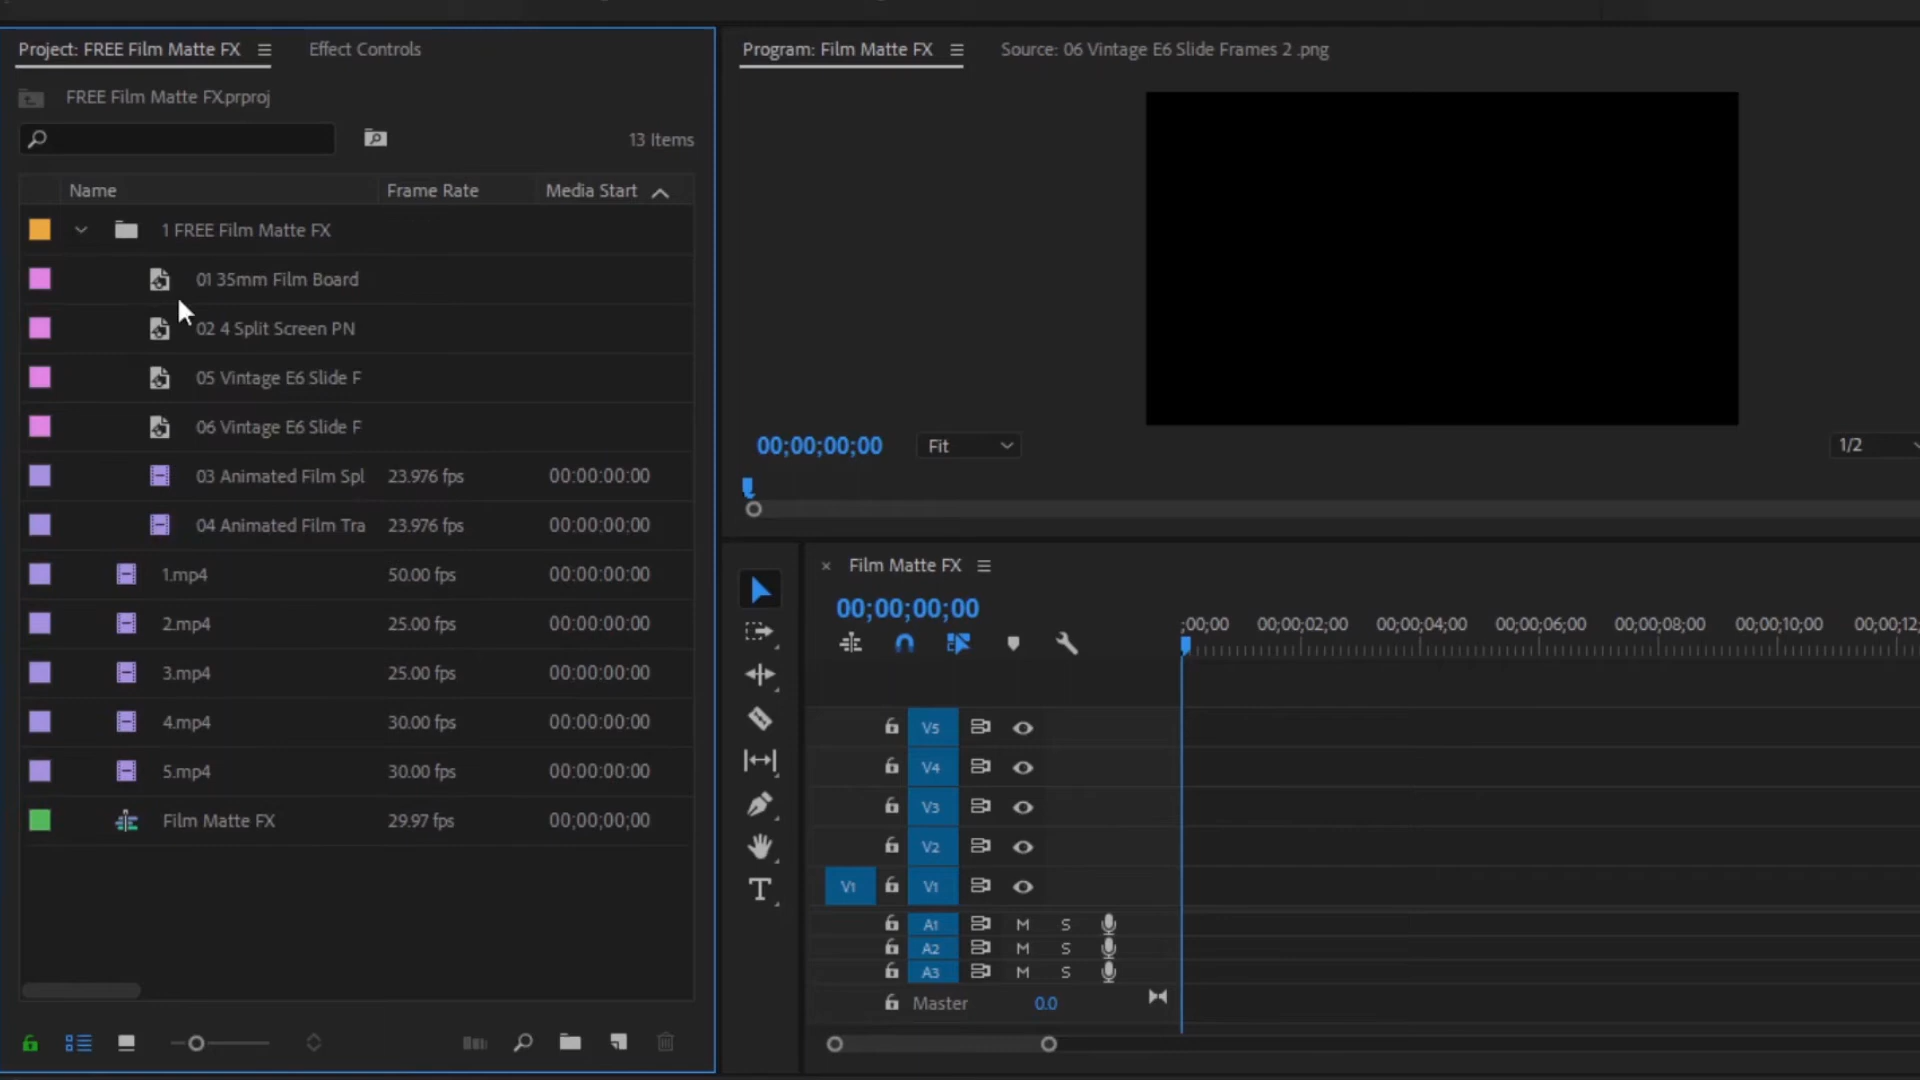 Project: FREE Film Matte FX
Effect Controls
FREE Film Matte FX.prproj
13 Items
Name Frame Rate Media Start
1 FREE Film Matte FX
01 35mm Film Board
02 4 Split Screen PN
05 Vintage E6 Slide F
06 Vintage E6 Slide F
03 Animated Film Spl 23.976 fps 00:00:00:00
04 Animated Film Tra 23.976 fps 00:00:00:00
1.mp4 50.00 fps 00:00:00:00
2.mp4 25.00 fps 00:00:00:00
3.mp4 25.00 fps 00:00:00:00
4.mp4 30.00 fps 00:00:00:00
5.mp4 30.00 fps 00:00:00:00
Film Matte FX 29.97 fps 00;00;00;00
Program: Film Matte FX
Source: 06 Vintage E6 Slide Frames 2 .png
00;00;00;00 Fit 1/2
Film Matte FX
00;00;00;00
;00;00 00;00;02;00 00;00;04;00 00;00;06;00 00;00;08;00 00;00;10;00 00;00;12;
V5
V4
V3
V2
V1 V1
A1 M S
A2 M S
A3 M S
Master 0.0